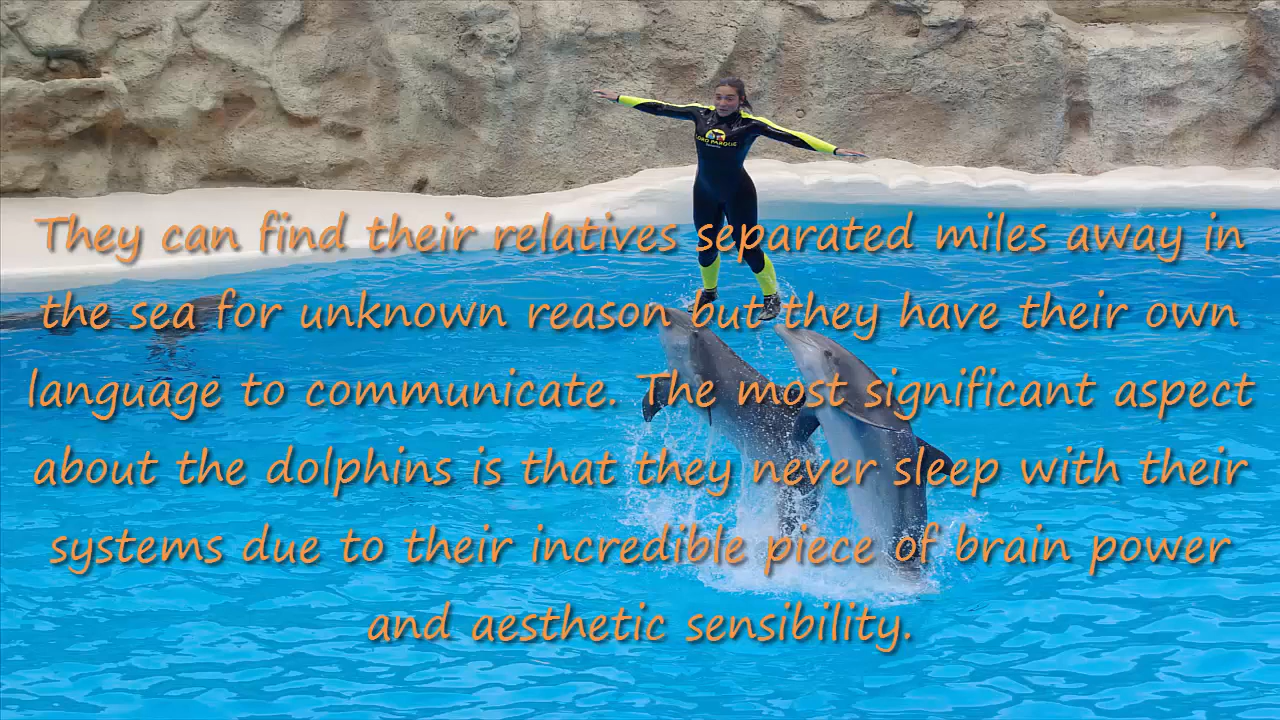 LORO PARQUE
They can find their relatives separated miles away in
the sea for unknown reason but they have their own
language to communicate. The most significant aspect
about the dolphins is that they never sleep with their
systems due to their incredible piece of brain power
and aesthetic sensibility.